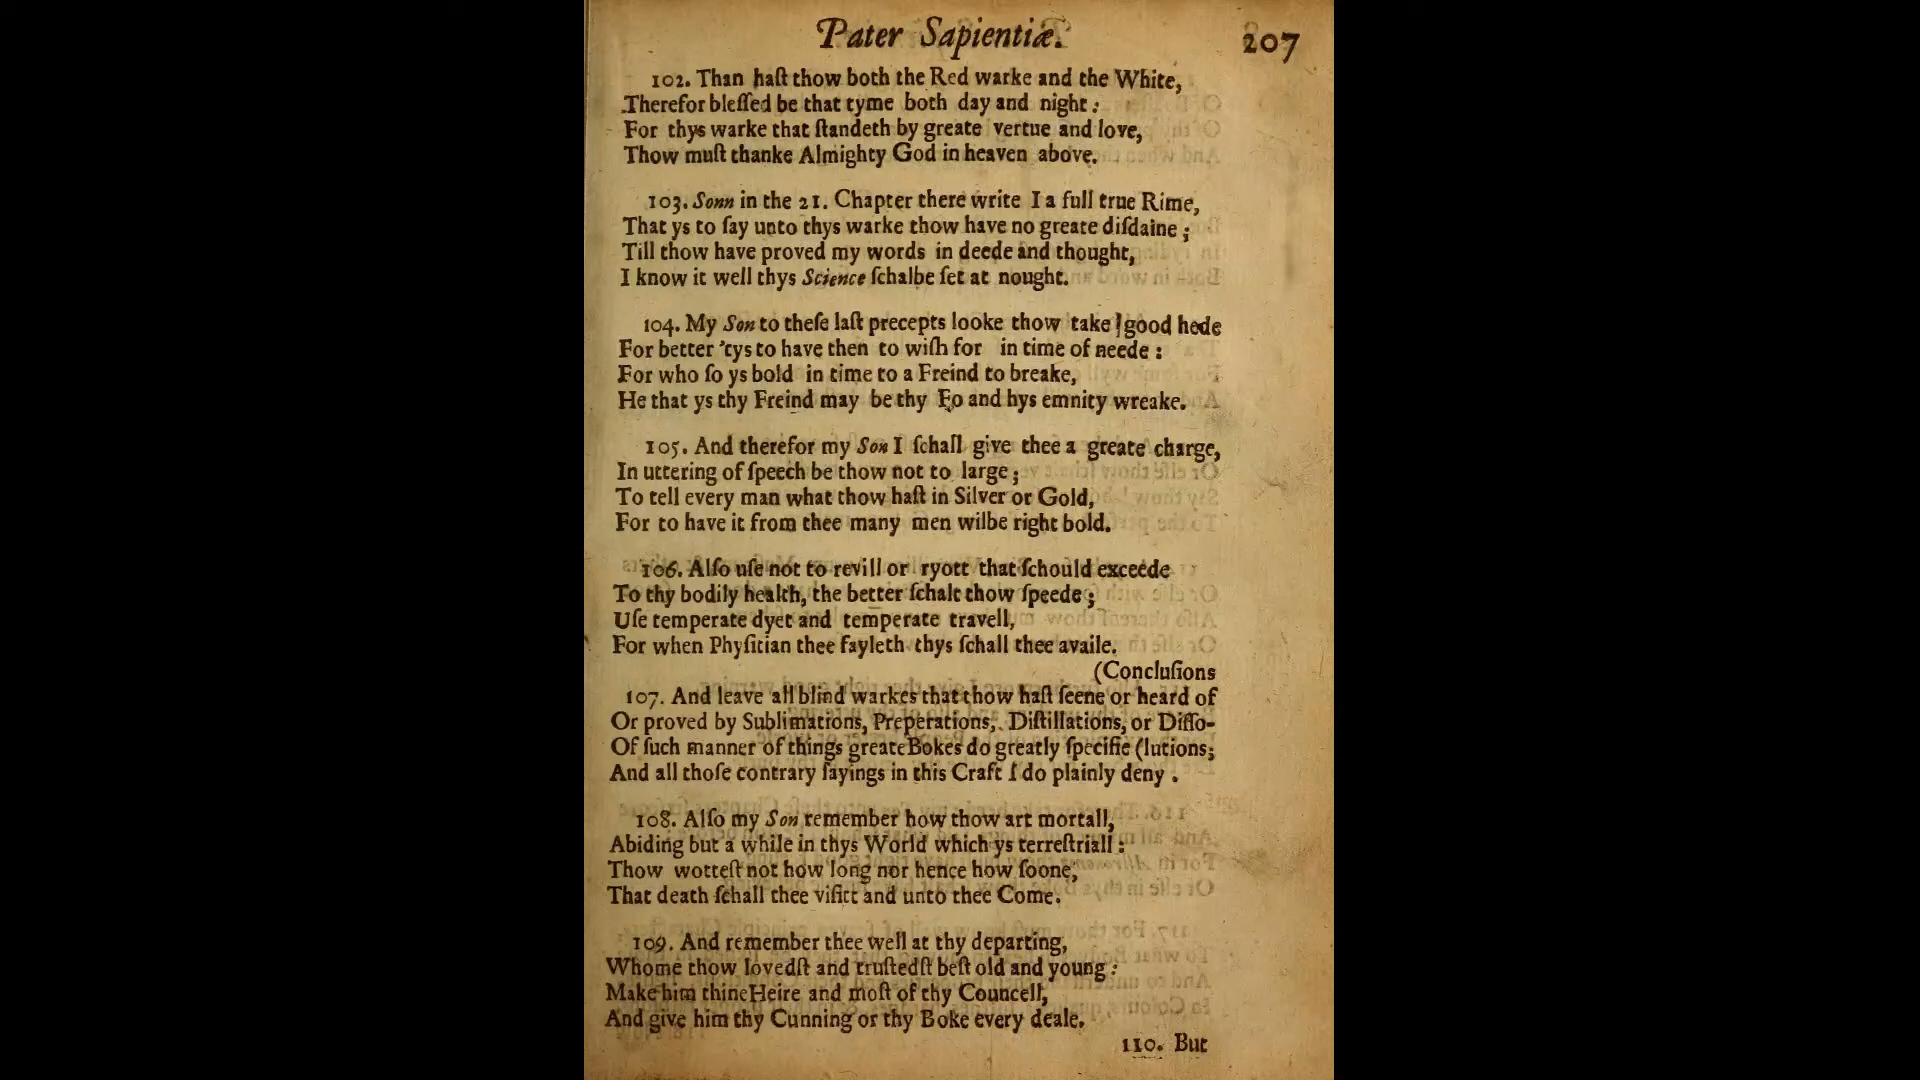 Pater Sapientiæ. 207
102. Than haſt thow both the Red warke and the White,
Therefor bleſſed be that tyme both day and night:
For thys warke that ſtandeth by greate vertue and love,
Thow muſt thanke Almighty God in heaven above.
103. Sonn in the 21. Chapter there write I a full true Rime,
That ys to ſay unto thys warke thow have no greate diſdaine;
Till thow have proved my words in deede and thought,
I know it well thys Science ſchalbe ſet at nought.
104. My Son to theſe laſt precepts looke thow take good hede
For better 'tys to have then to wiſh for in time of neede:
For who ſo ys bold in time to a Freind to breake,
He that ys thy Freind may be thy Fo and hys emnity wreake.
105. And therefor my Son I ſchall give thee a greate charge,
In uttering of ſpeech be thow not to large;
To tell every man what thow haſt in Silver or Gold,
For to have it from thee many men wilbe right bold.
106. Alſo uſe not to revill or ryott that ſchould exceede
To thy bodily health, the better ſchalt thow ſpeede;
Uſe temperate dyet and temperate travell,
For when Phyſitian thee fayleth thys ſchall thee availe.
(Concluſions
107. And leave all blind warkes that thow haſt ſeene or heard of
Or proved by Sublimations, Preperations, Diſtillations, or Diſſo-
Of ſuch manner of things greate Bokes do greatly ſpecifie (lutions;
And all thoſe contrary ſayings in this Craft I do plainly deny.
108. Alſo my Son remember how thow art mortall,
Abiding but a while in thys World which ys terreſtriall:
Thow wotteſt not how long nor hence how ſoone,
That death ſchall thee viſitt and unto thee Come.
109. And remember thee well at thy departing,
Whome thow lovedſt and truſtedſt beſt old and young:
Make him thine Heire and moſt of thy Councell,
And give him thy Cunning or thy Boke every deale.
110. But